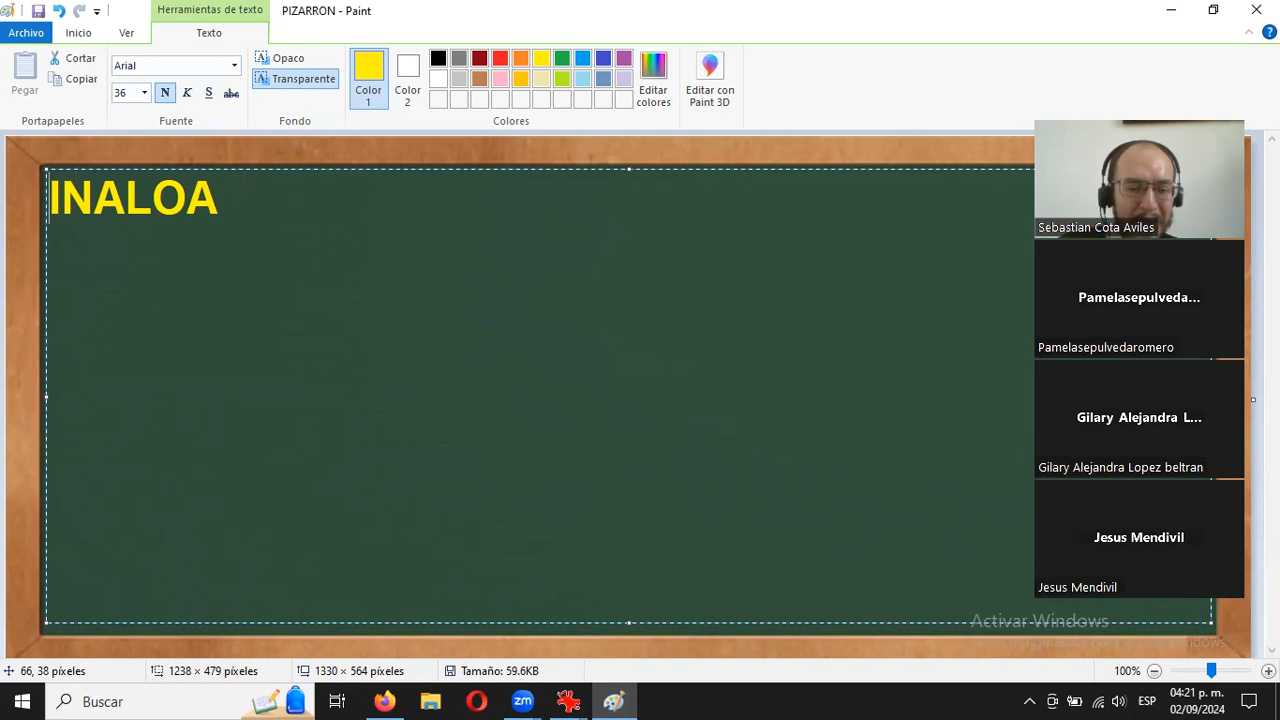 Herramientas de texto
PIZARRON - Paint
Archivo
Inicio
Ver
Texto
Pegar
Cortar
Copiar
Portapapeles
Arial
36
N
K
S
abc
Fuente
Opaco
Transparente
Fondo
Color
1
Color
2
Editar
colores
Editar con
Paint 3D
Colores
INALOA
Sebastian Cota Aviles
Pamelasepulveda...
Pamelasepulvedaromero
Gilary Alejandra L...
Gilary Alejandra Lopez beltran
Jesus Mendivil
Jesus Mendivil
Activar Windows
66, 38 píxeles
1238 × 479 píxeles
1330 × 564 píxeles
Tamaño: 59.6KB
100%
Buscar
zm
ESP
04:21 p. m.
02/09/2024